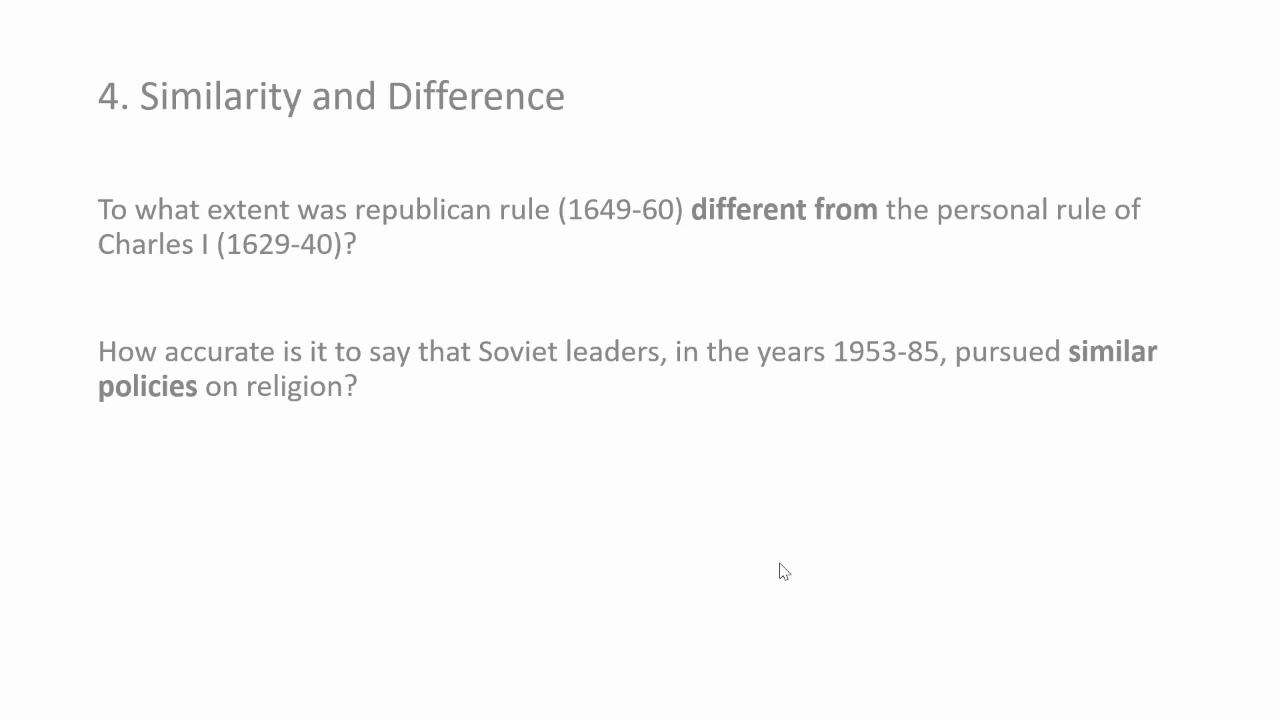 4. Similarity and Difference
To what extent was republican rule (1649-60) different from the personal rule of
Charles I (1629-40)?
How accurate is it to say that Soviet leaders, in the years 1953-85, pursued similar
policies on religion?